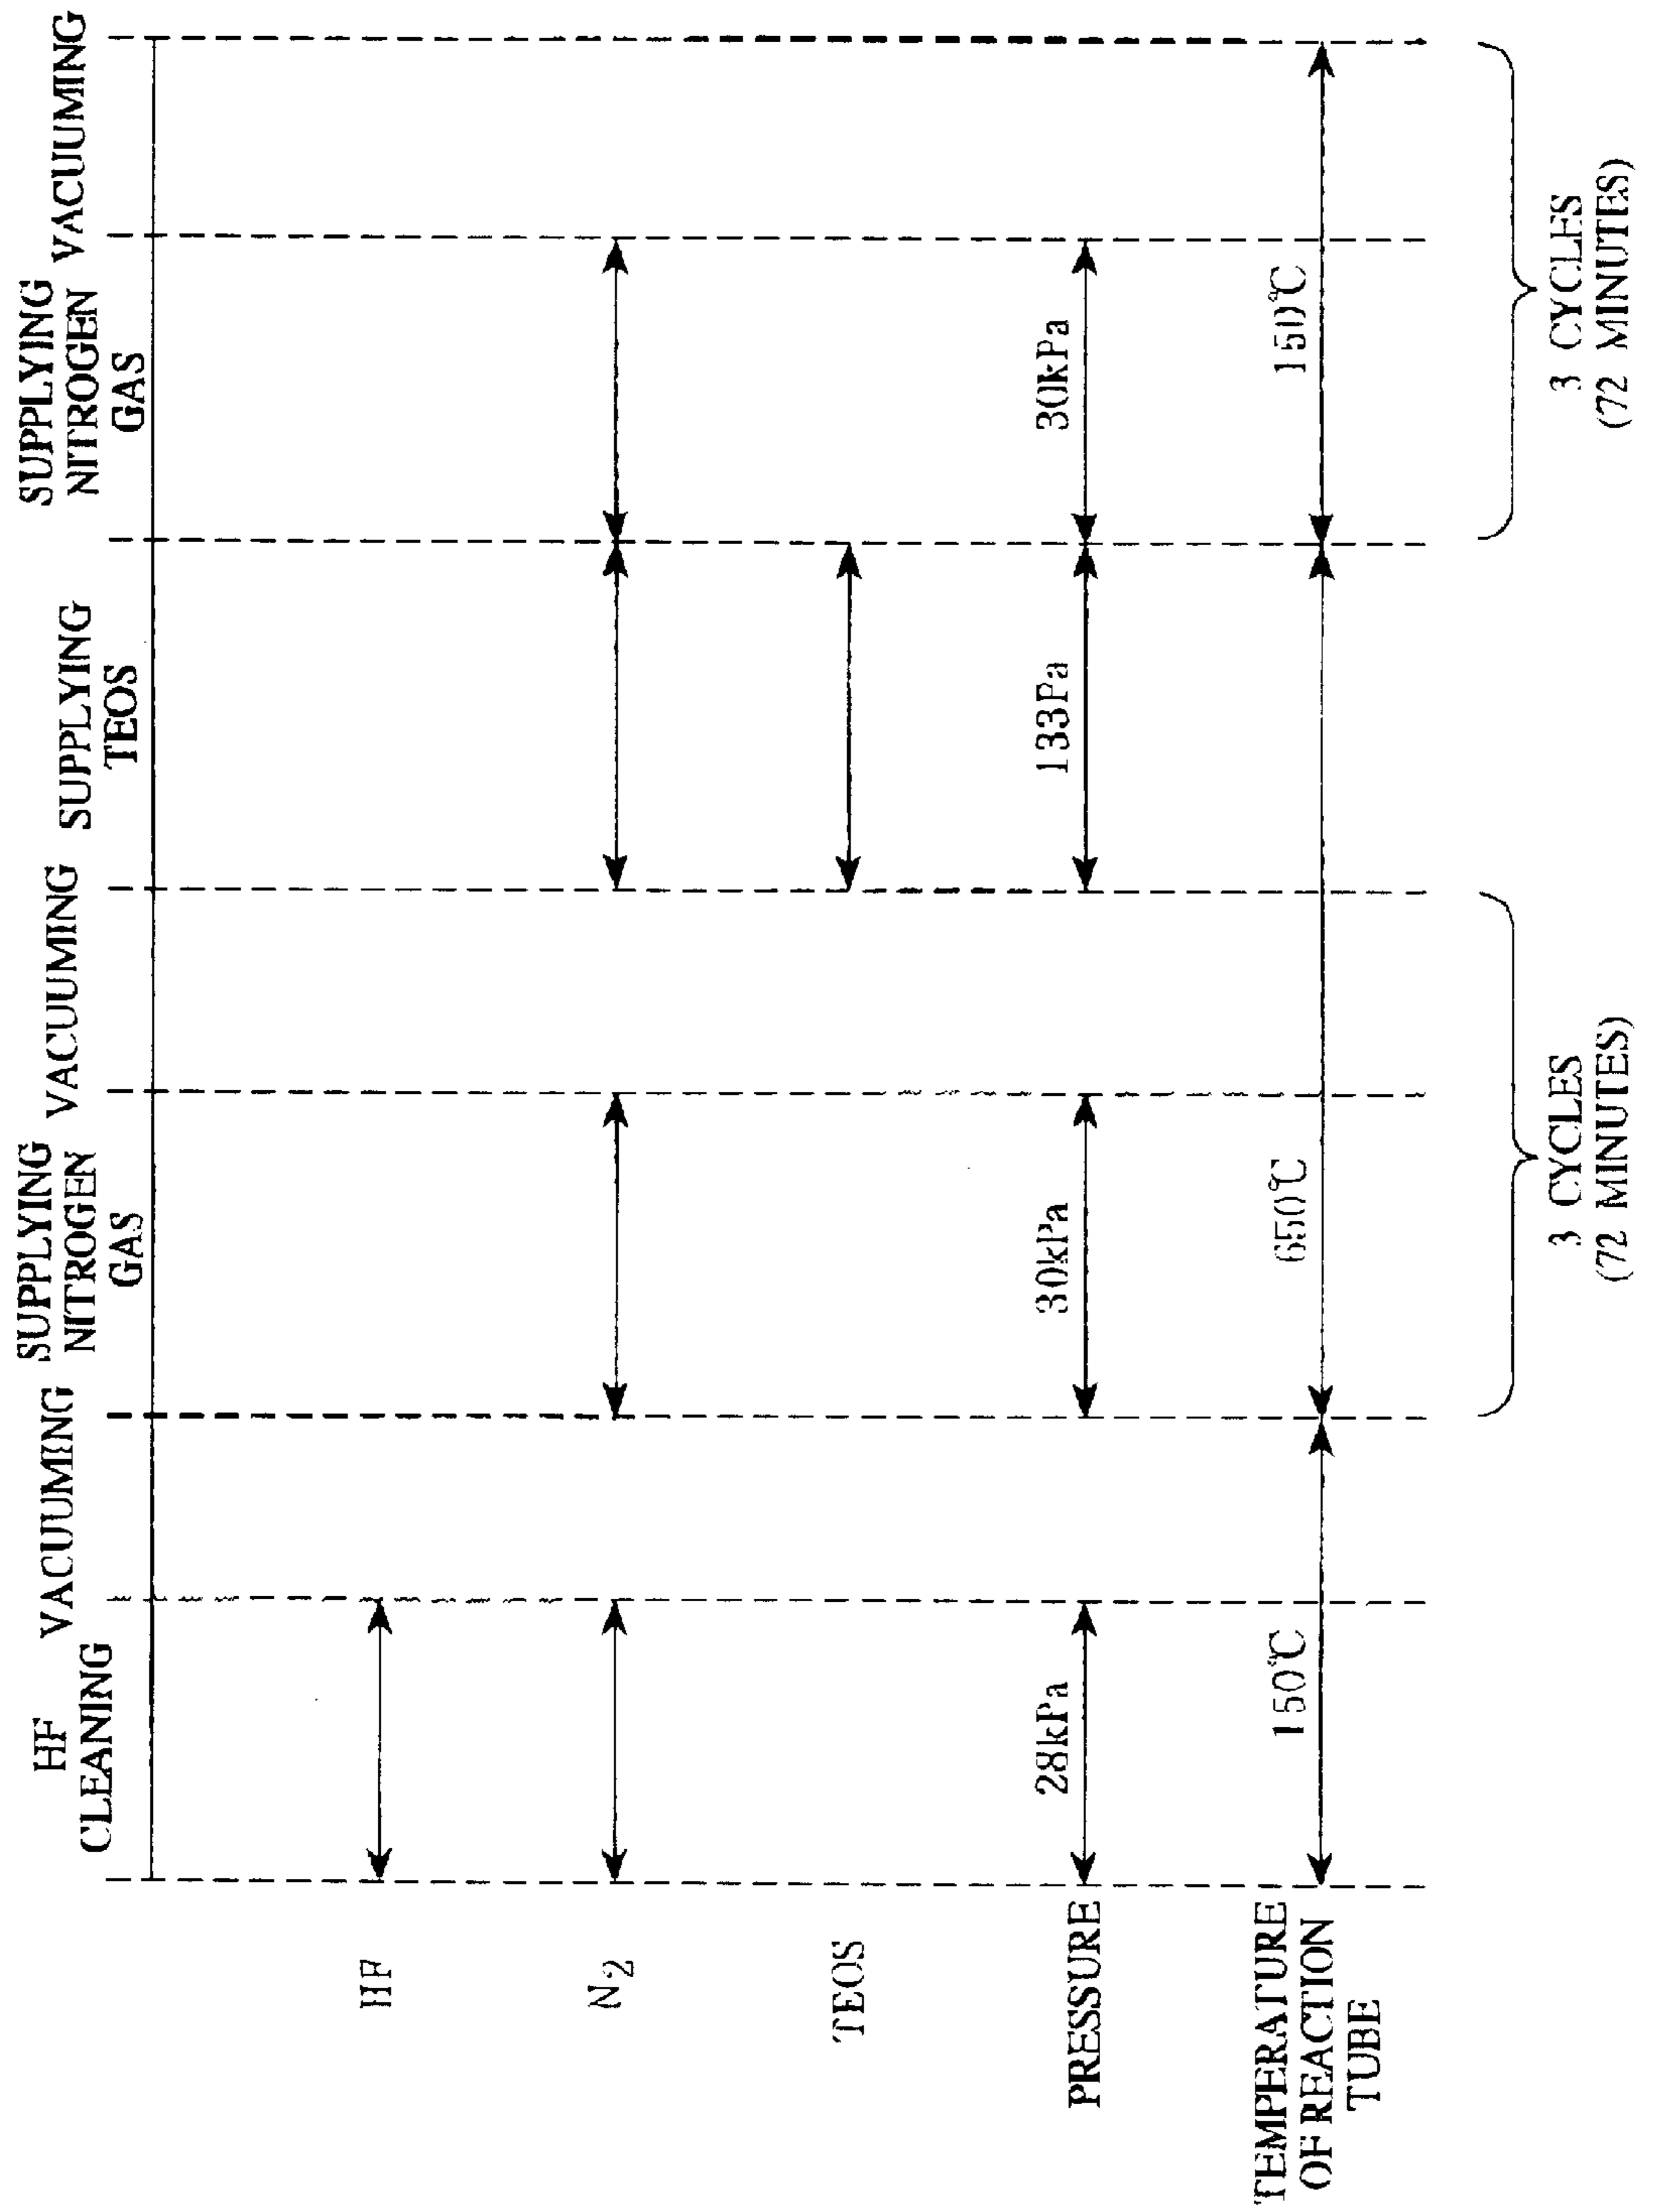 HF
CLEANING
VACUUMING
SUPPLYING
NITROGEN
GAS
VACUUMING
SUPPLYING
TEOS
SUPPLYING
NITROGEN
GAS
VACUUMING
HF
N2
TEOS
PRESSURE
28kPa
30kPa
133Pa
30kPa
TEMPERATURE
OF REACTION
TUBE
150℃
650℃
150℃
3 CYCLES
(72 MINUTES)
3 CYCLES
(72 MINUTES)